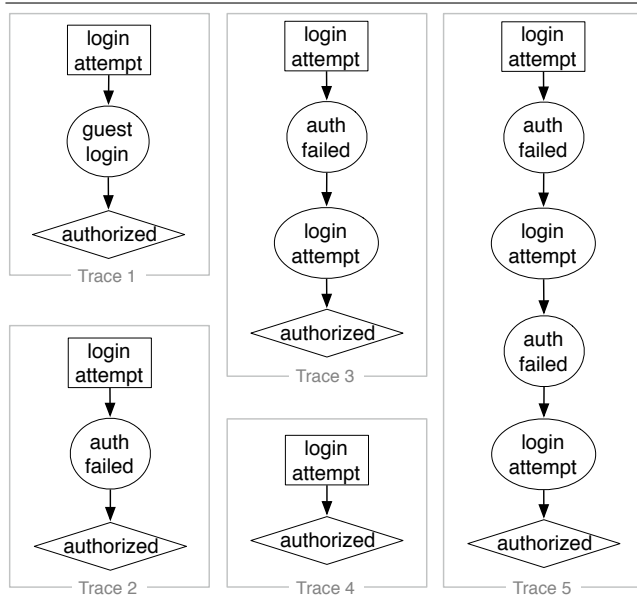 login
attempt
guest
login
authorized
Trace 1
login
attempt
auth
failed
authorized
Trace 2
login
attempt
auth
failed
login
attempt
authorized
Trace 3
login
attempt
authorized
Trace 4
login
attempt
auth
failed
login
attempt
auth
failed
login
attempt
authorized
Trace 5